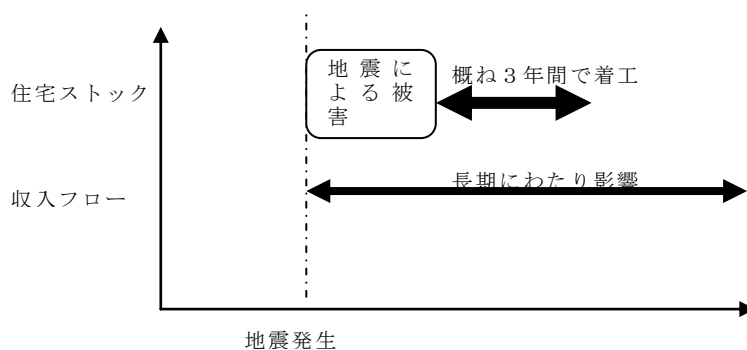 地震に
よる被
害
概ね３年間で着工
住宅ストック
長期にわたり影響
収入フロー
地震発生